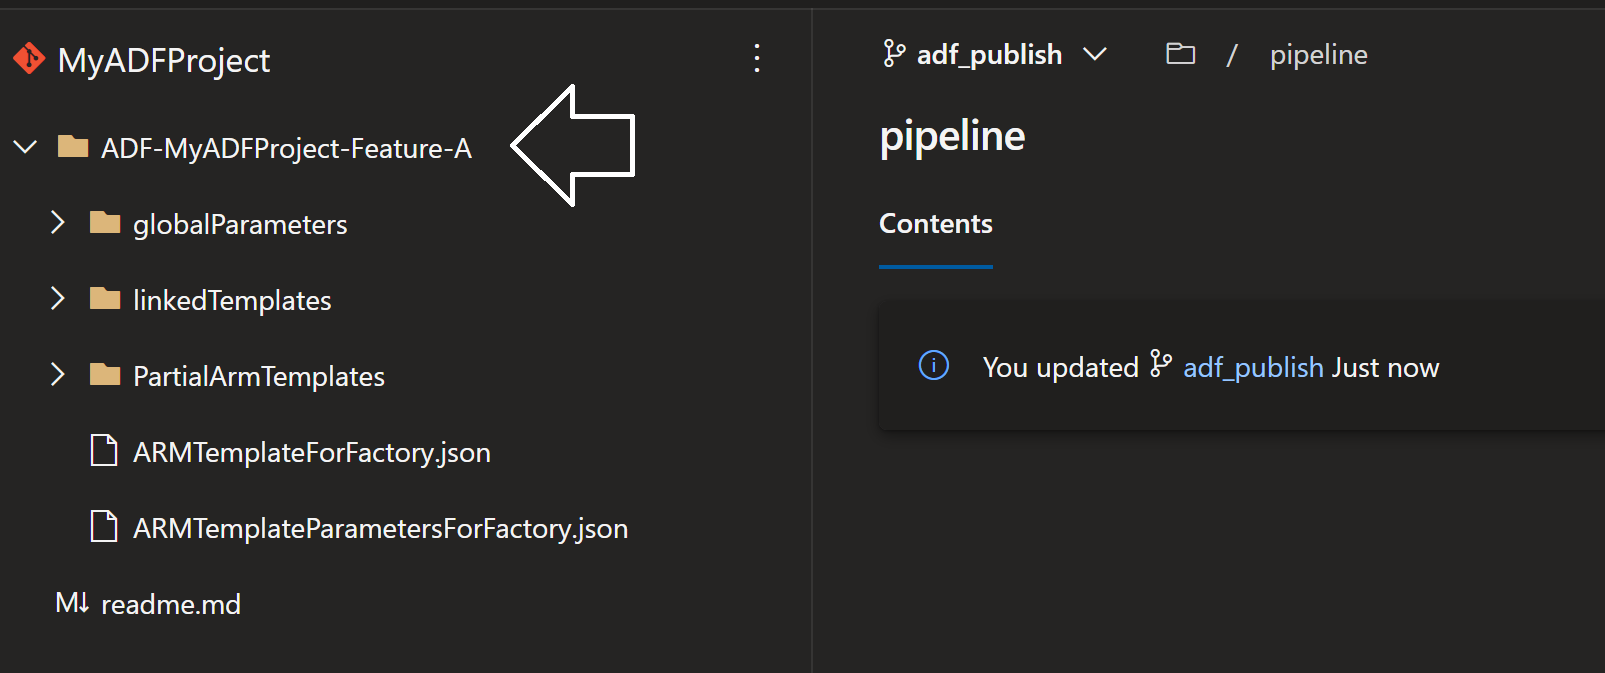 MyADFProject
ADF-MyADFProject-Feature-A
globalParameters
linkedTemplates
PartialArmTemplates
ARMTemplateForFactory.json
ARMTemplateParametersForFactory.json
M↓ readme.md
adf_publish / pipeline
pipeline
Contents
You updated adf_publish Just now